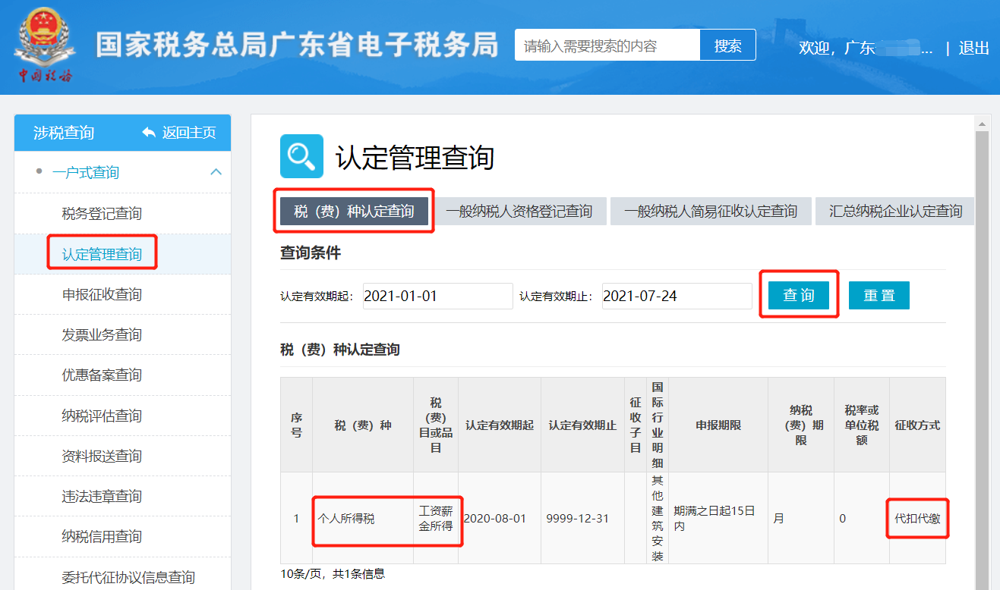 国家税务总局广东省电子税务局
中国税务
请输入需要搜索的内容
搜索
欢迎，广东
...
|
退出
涉税查询
返回主页
一户式查询
税务登记查询
认定管理查询
申报征收查询
发票业务查询
优惠备案查询
纳税评估查询
资料报送查询
违法违章查询
纳税信用查询
委托代征协议信息查询
认定管理查询
税（费）种认定查询
一般纳税人资格登记查询
一般纳税人简易征收认定查询
汇总纳税企业认定查询
查询条件
认定有效期起：
2021-01-01
认定有效期止：
2021-07-24
查 询
重 置
税（费）种认定查询
序
号
税（费）种
税
(费)
目或品
目
认定有效期起
认定有效期止
征
收
子
目
国
际
行
业
明
细
申报期限
纳税
（费）期
限
税率或
单位税
额
征收方式
1
个人所得税
工资薪
金所得
2020-08-01
9999-12-31
其
他
建
筑
安
装
期满之日起15日
内
月
0
代扣代缴
10条/页，共1条信息